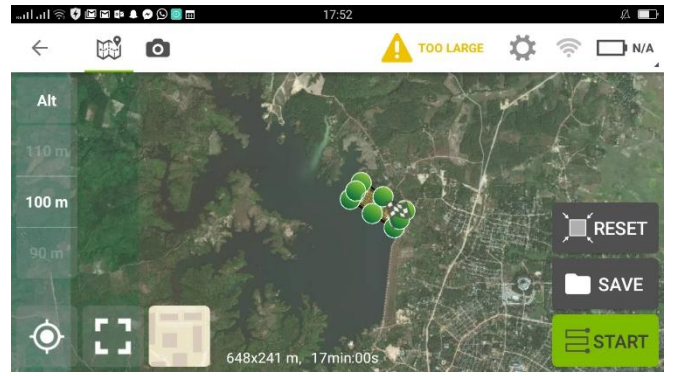 17:52
TOO LARGE
N/A
Alt
110 m
100 m
90 m
RESET
SAVE
START
648x241 m, 17min:00s